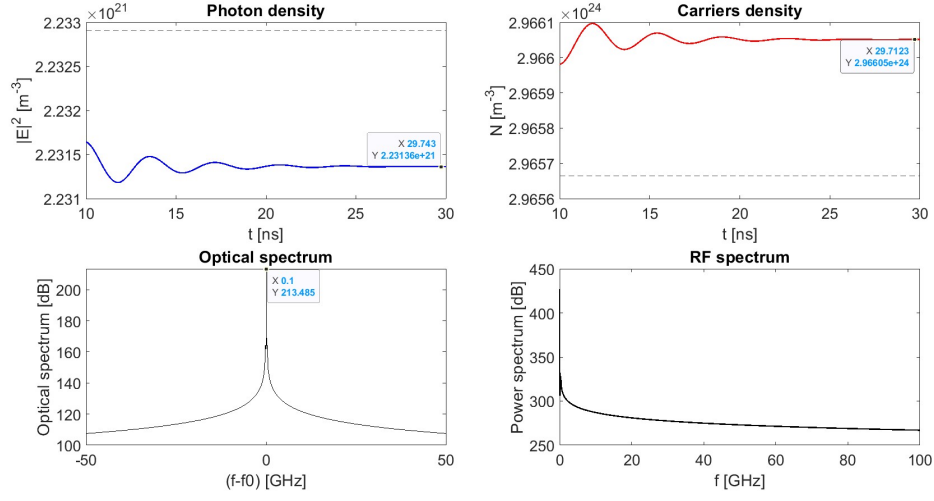 Photon density
×10^21
2.233
2.2325
2.232
2.2315
2.231
|E|^2 [m^-3]
X 29.743
Y 2.23136e+21
10 15 20 25 30
t [ns]
Carriers density
×10^24
2.9661
2.966
2.9659
2.9658
2.9657
2.9656
N [m^-3]
X 29.7123
Y 2.96605e+24
10 15 20 25 30
t [ns]
Optical spectrum
200
180
160
140
120
100
Optical spectrum [dB]
X 0.1
Y 213.485
-50 0 50
(f-f0) [GHz]
RF spectrum
450
400
350
300
250
Power spectrum [dB]
0 20 40 60 80 100
f [GHz]